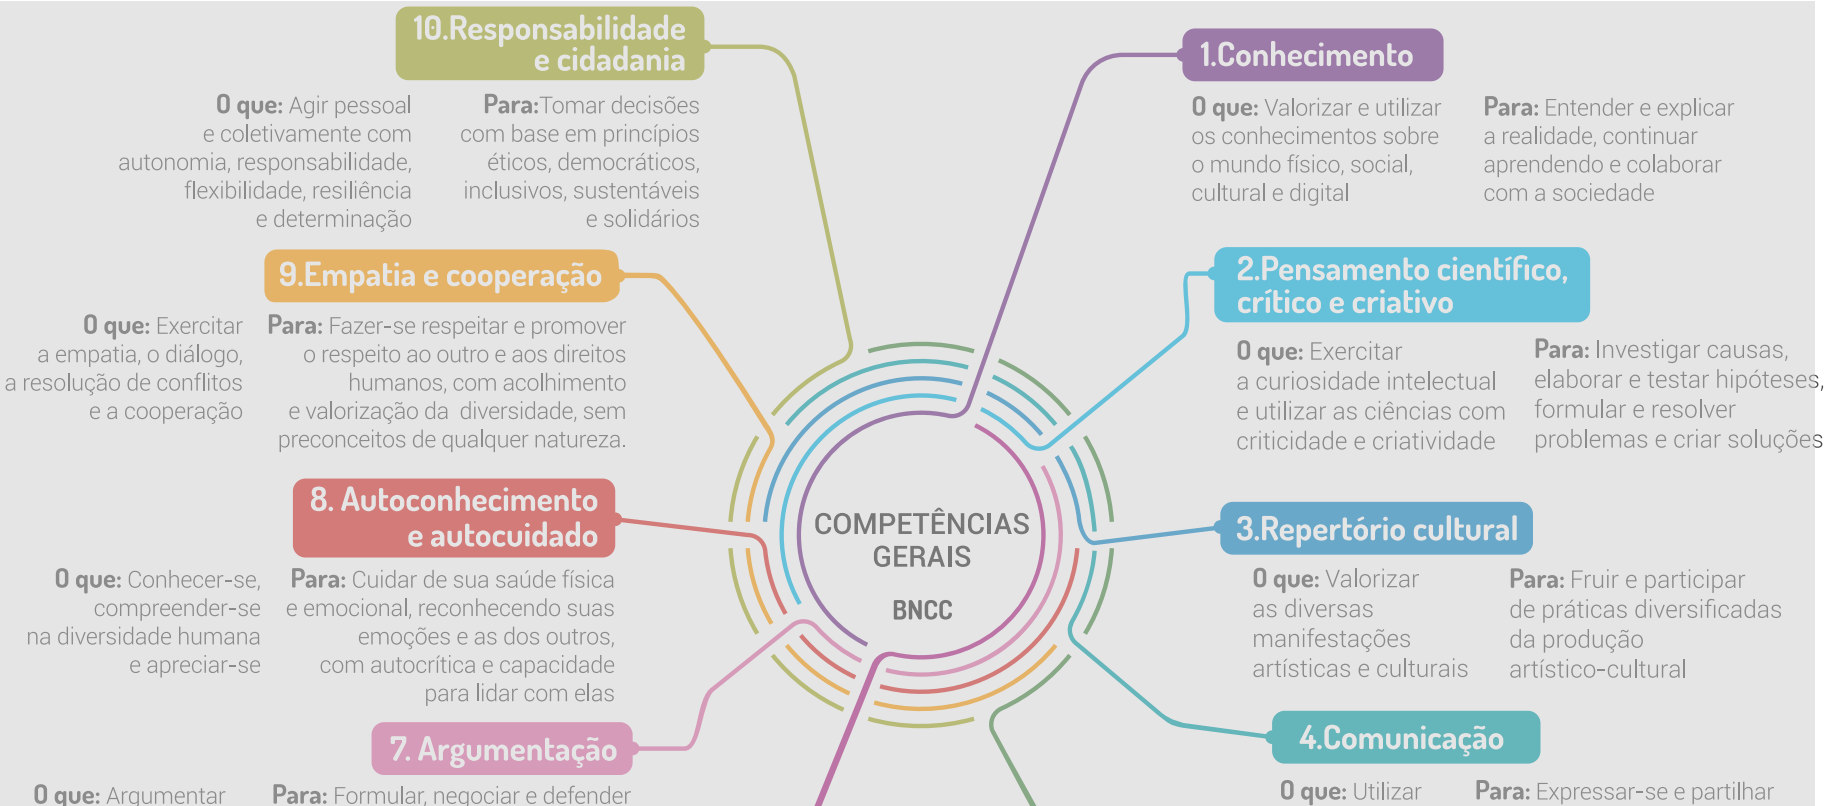 10.Responsabilidade
e cidadania
O que: Agir pessoal
e coletivamente com
autonomia, responsabilidade,
flexibilidade, resiliência
e determinação
Para:Tomar decisões
com base em princípios
éticos, democráticos,
inclusivos, sustentáveis
e solidários
1.Conhecimento
O que: Valorizar e utilizar
os conhecimentos sobre
o mundo físico, social,
cultural e digital
Para: Entender e explicar
a realidade, continuar
aprendendo e colaborar
com a sociedade
9.Empatia e cooperação
O que: Exercitar
a empatia, o diálogo,
a resolução de conflitos
e a cooperação
Para: Fazer-se respeitar e promover
o respeito ao outro e aos direitos
humanos, com acolhimento
e valorização da diversidade, sem
preconceitos de qualquer natureza.
2.Pensamento científico,
crítico e criativo
O que: Exercitar
a curiosidade intelectual
e utilizar as ciências com
criticidade e criatividade
Para: Investigar causas,
elaborar e testar hipóteses,
formular e resolver
problemas e criar soluções
8. Autoconhecimento
e autocuidado
O que: Conhecer-se,
compreender-se
na diversidade humana
e apreciar-se
Para: Cuidar de sua saúde física
e emocional, reconhecendo suas
emoções e as dos outros,
com autocrítica e capacidade
para lidar com elas
COMPETÊNCIAS
GERAIS
BNCC
3.Repertório cultural
O que: Valorizar
as diversas
manifestações
artísticas e culturais
Para: Fruir e participar
de práticas diversificadas
da produção
artístico-cultural
7. Argumentação
O que: Argumentar
Para: Formular, negociar e defender
4.Comunicação
O que: Utilizar
Para: Expressar-se e partilhar